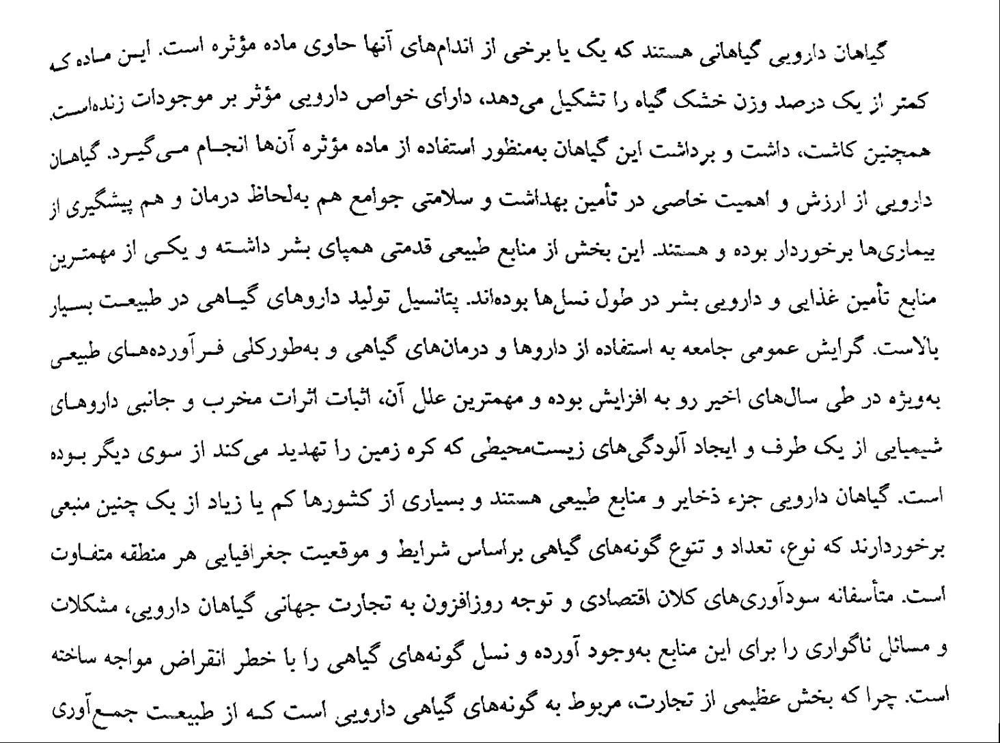 گیاهان دارویی گیاهانی هستند که یک یا برخی از اندام‌های آنها حاوی ماده مؤثره است. این ماده که
کمتر از یک درصد وزن خشک گیاه را تشکیل می‌دهد، دارای خواص دارویی مؤثر بر موجودات زنده‌است.
همچنین کاشت، داشت و برداشت این گیاهان به‌منظور استفاده از ماده مؤثره آن‌ها انجام می‌گیرد. گیاهان
دارویی از ارزش و اهمیت خاصی در تأمین بهداشت و سلامتی جوامع هم به‌لحاظ درمان و هم پیشگیری از
بیماری‌ها برخوردار بوده و هستند. این بخش از منابع طبیعی قدمتی همپای بشر داشته و یکی از مهمترین
منابع تأمین غذایی و دارویی بشر در طول نسل‌ها بوده‌اند. پتانسیل تولید داروهای گیاهی در طبیعت بسیار
بالاست. گرایش عمومی جامعه به استفاده از داروها و درمان‌های گیاهی و به‌طورکلی فرآورده‌های طبیعی
به‌ویژه در طی سال‌های اخیر رو به افزایش بوده و مهمترین علل آن، اثبات اثرات مخرب و جانبی داروهای
شیمیایی از یک طرف و ایجاد آلودگی‌های زیست‌محیطی که کره زمین را تهدید می‌کند از سوی دیگر بوده
است. گیاهان دارویی جزء ذخایر و منابع طبیعی هستند و بسیاری از کشورها کم یا زیاد از یک چنین منبعی
برخوردارند که نوع، تعداد و تنوع گونه‌های گیاهی براساس شرایط و موقعیت جغرافیایی هر منطقه متفاوت
است. متأسفانه سودآوری‌های کلان اقتصادی و توجه روزافزون به تجارت جهانی گیاهان دارویی، مشکلات
و مسائل ناگواری را برای این منابع به‌وجود آورده و نسل گونه‌های گیاهی را با خطر انقراض مواجه ساخته
است. چرا که بخش عظیمی از تجارت، مربوط به گونه‌های گیاهی دارویی است که از طبیعت جمع‌آوری